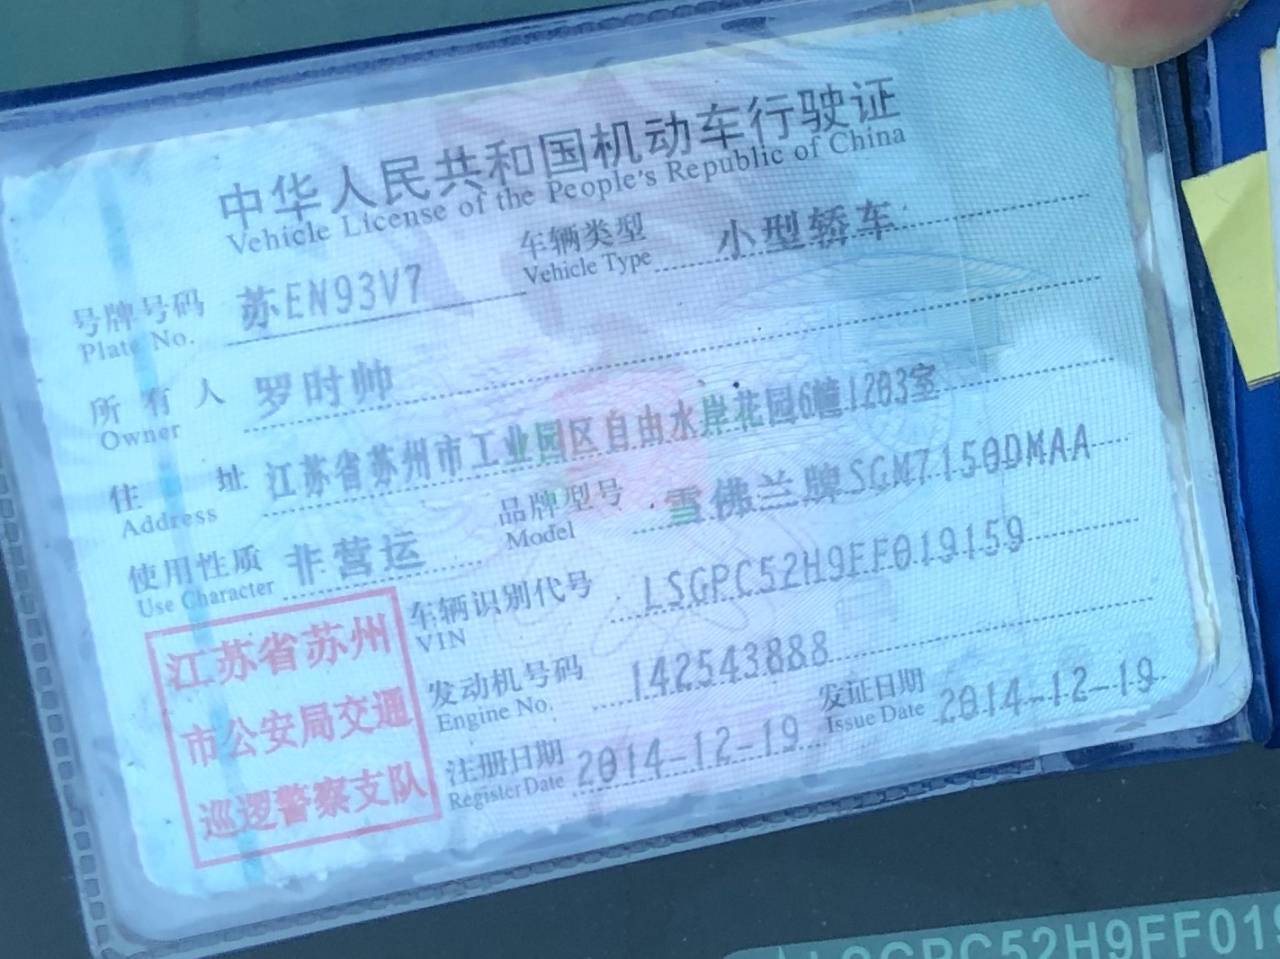 中华人民共和国机动车行驶证
Vehicle License of the People's Republic of China
号牌号码 苏EN93V7 车辆类型 小型轿车
Plate No. Vehicle Type
所有人 罗时帅
Owner
住址 江苏省苏州市工业园区自由水岸花园6幢1203室
Address
使用性质 非营运 品牌型号 雪佛兰牌SGM7150DMAA
Use Character Model
车辆识别代号 LSGPC52H9FF019159
VIN
发动机号码 142543888
Engine No.
注册日期 2014-12-19 发证日期 2014-12-19
Register Date Issue Date
江苏省苏州
市公安局交通
巡逻警察支队
LSGPC52H9FF019